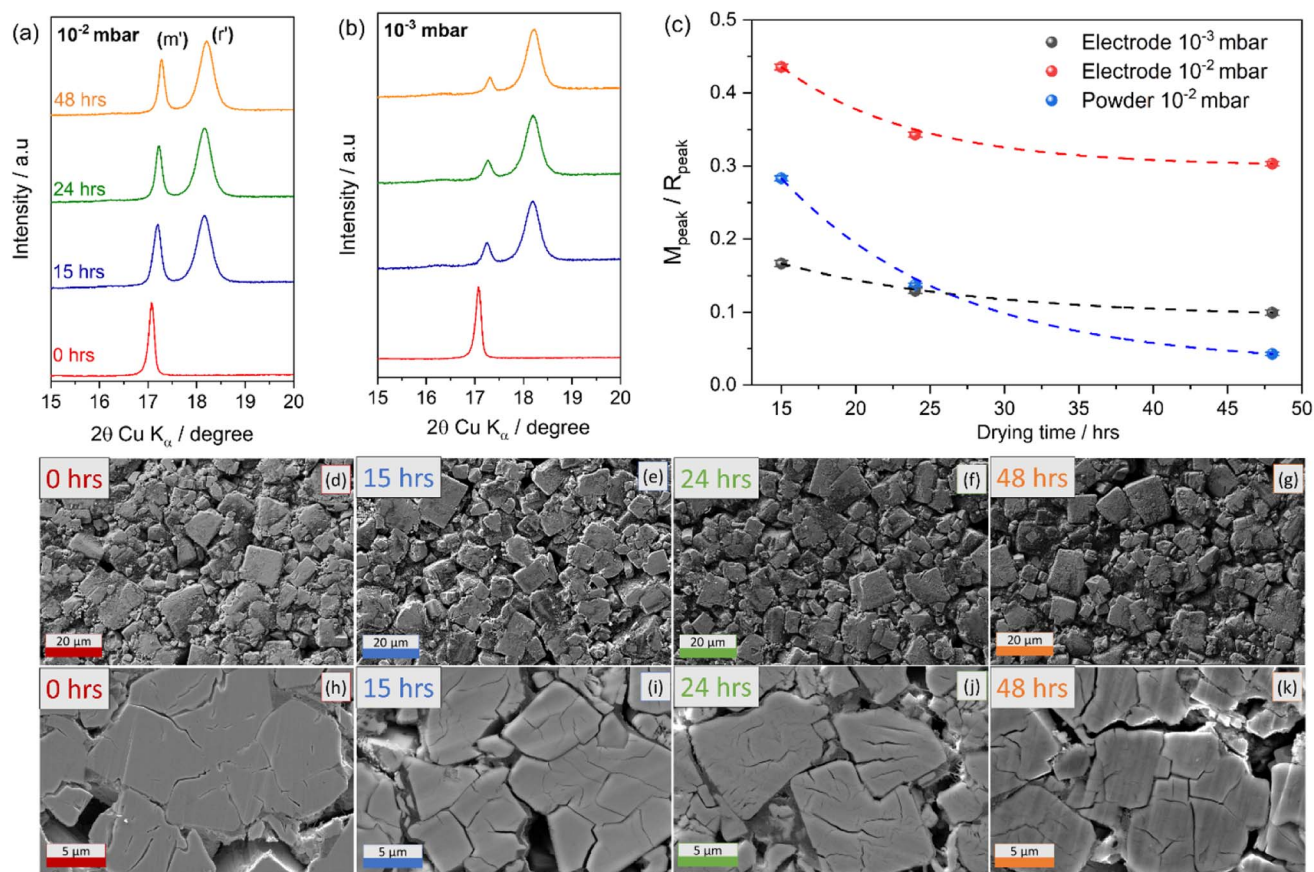 (a)
10⁻² mbar
(m')
(r')
48 hrs
24 hrs
15 hrs
0 hrs
Intensity / a.u
15 16 17 18 19 20
2θ Cu Kα / degree
(b)
10⁻³ mbar
Intensity / a.u
15 16 17 18 19 20
2θ Cu Kα / degree
(c)
Electrode 10⁻³ mbar
Electrode 10⁻² mbar
Powder 10⁻² mbar
0.5
0.4
0.3
0.2
0.1
0.0
M_peak / R_peak
15 20 25 30 35 40 45 50
Drying time / hrs
0 hrs (d)
20 µm
15 hrs (e)
20 µm
24 hrs (f)
20 µm
48 hrs (g)
20 µm
0 hrs (h)
5 µm
15 hrs (i)
5 µm
24 hrs (j)
5 µm
48 hrs (k)
5 µm